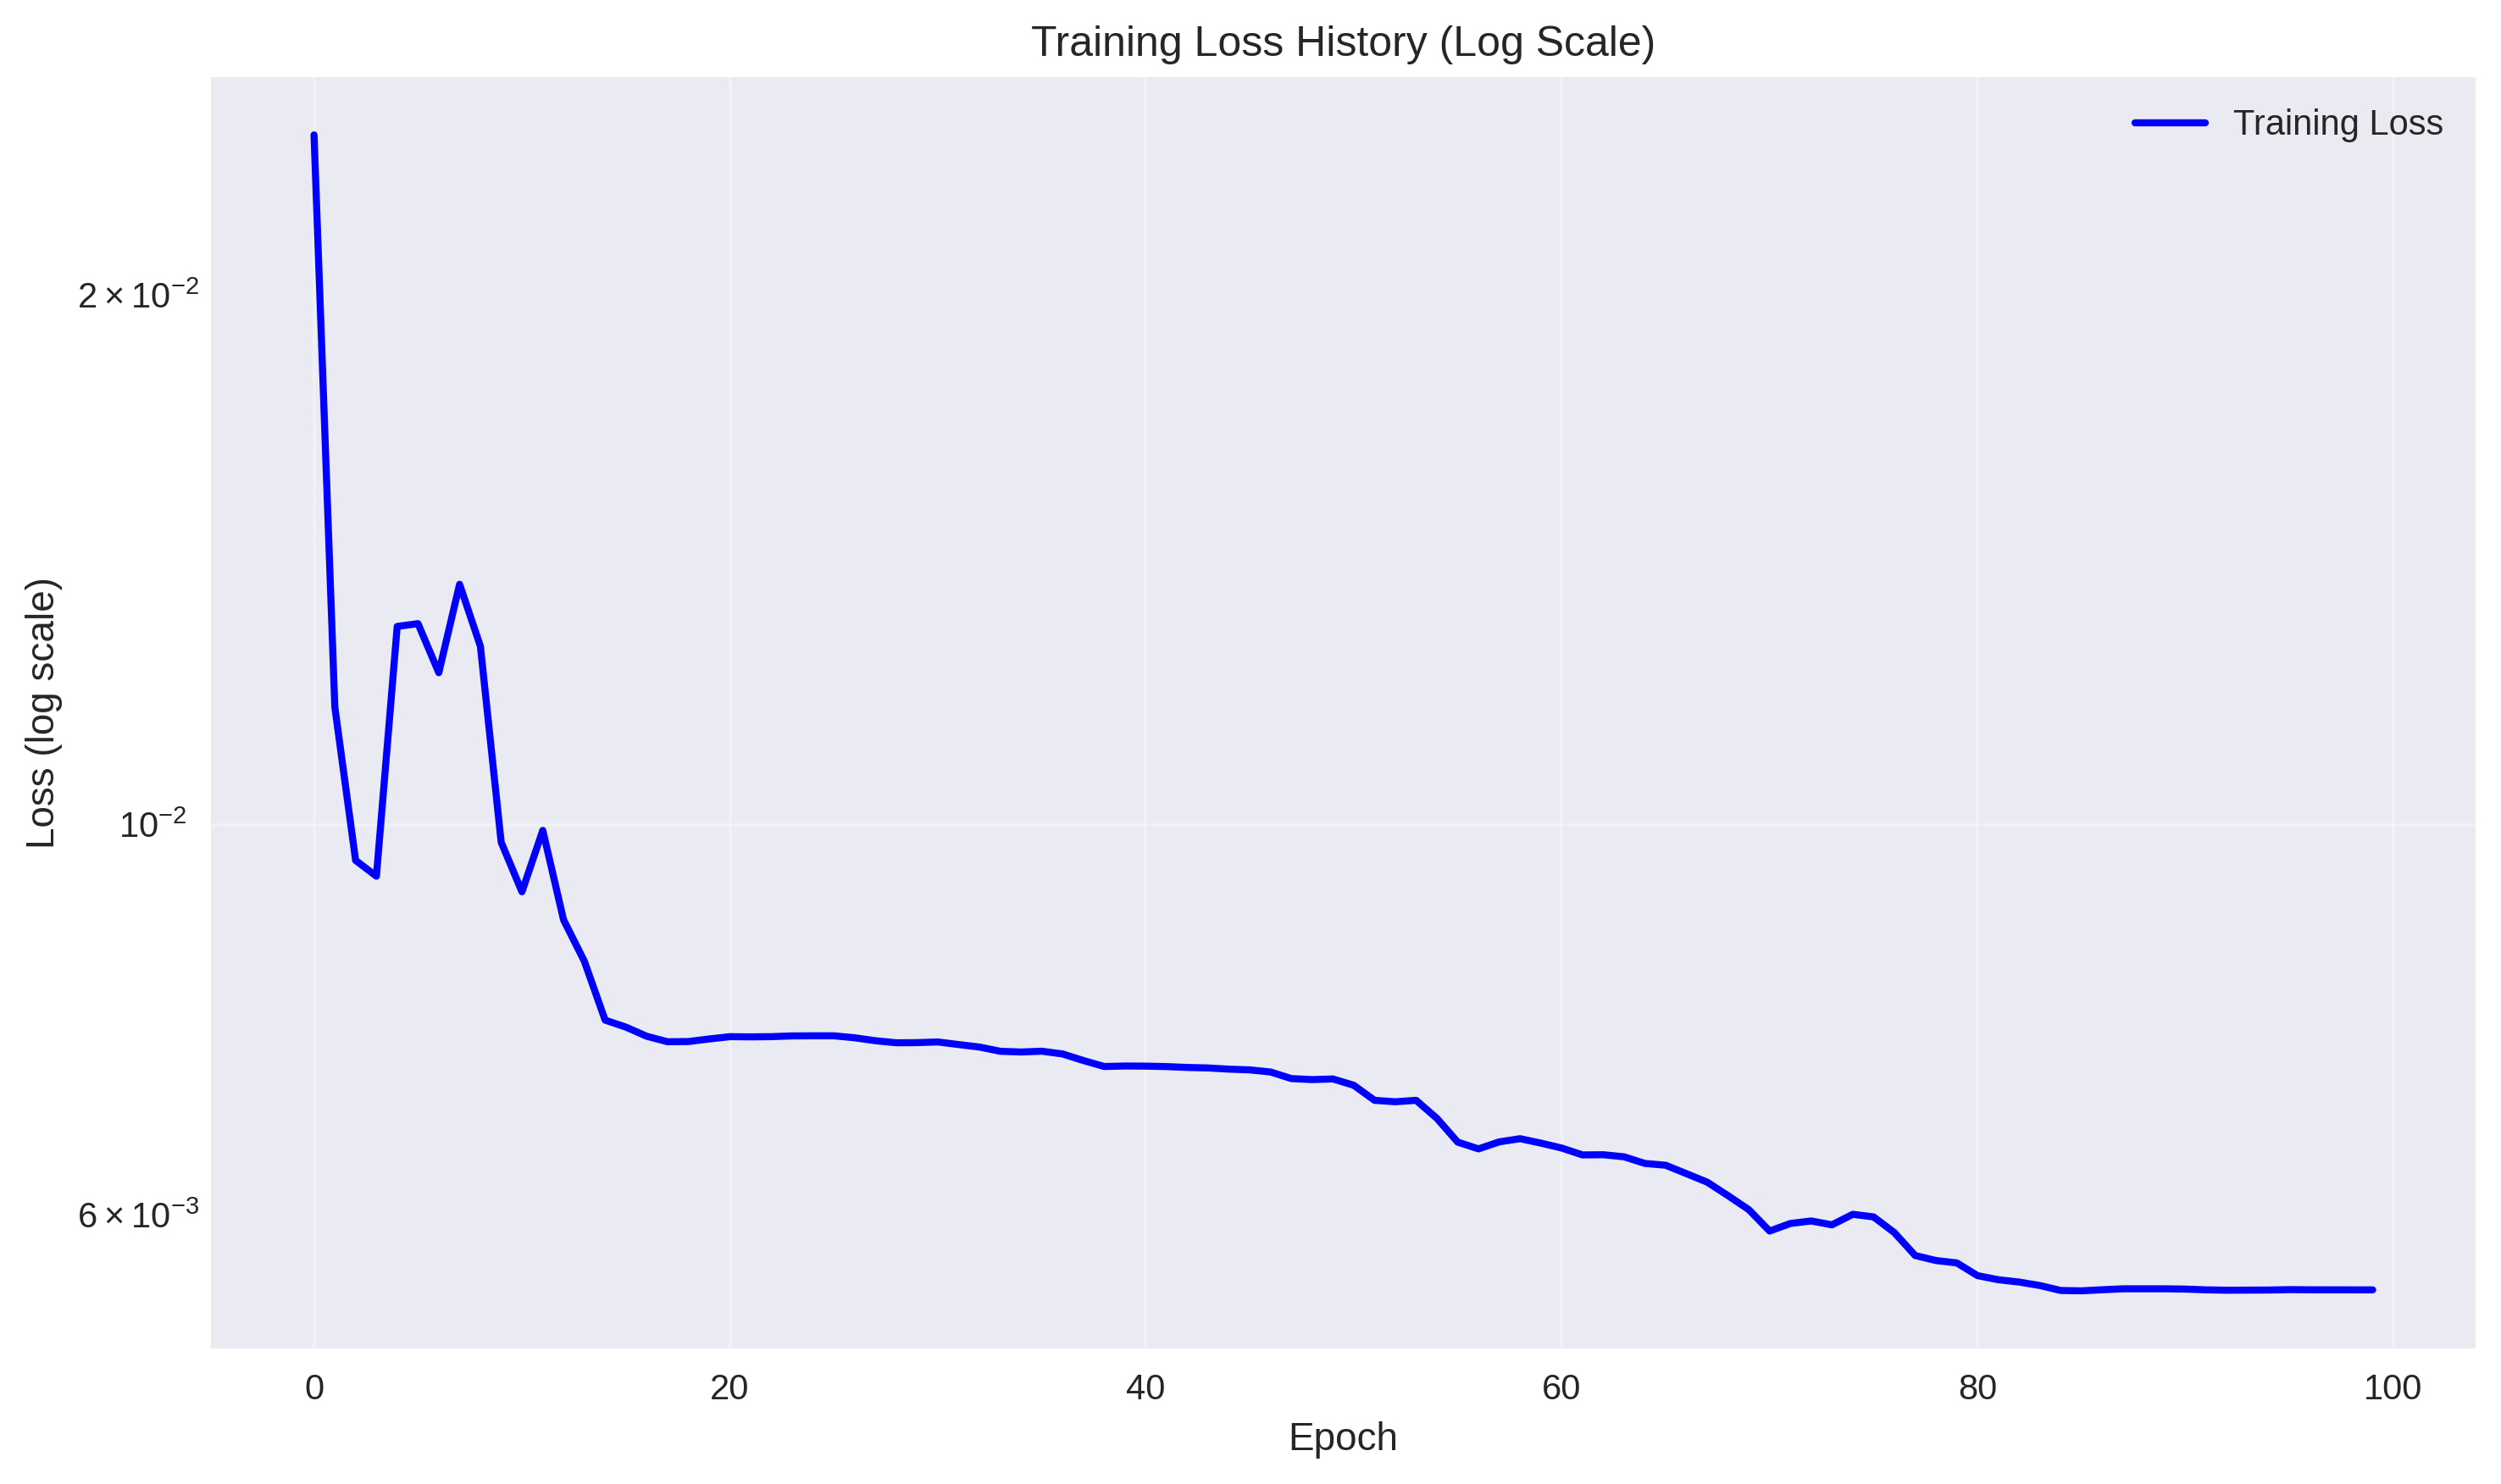 Training Loss History (Log Scale)
Training Loss
2 × 10⁻²
10⁻²
6 × 10⁻³
Loss (log scale)
0 20 40 60 80 100
Epoch